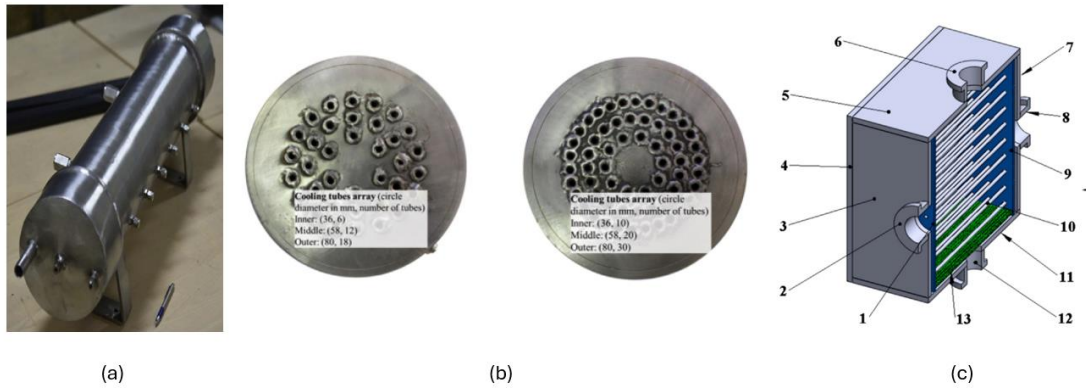 Cooling tubes array (circle
diameter in mm, number of tubes)
Inner: (36, 6)
Middle: (58, 12)
Outer: (80, 18)
Cooling tubes array (circle
diameter in mm, number of tubes)
Inner: (36, 10)
Middle: (58, 20)
Outer: (80, 30)
6
7
5
8
4
9
3
10
2
11
1
13
12
(a)
(b)
(c)